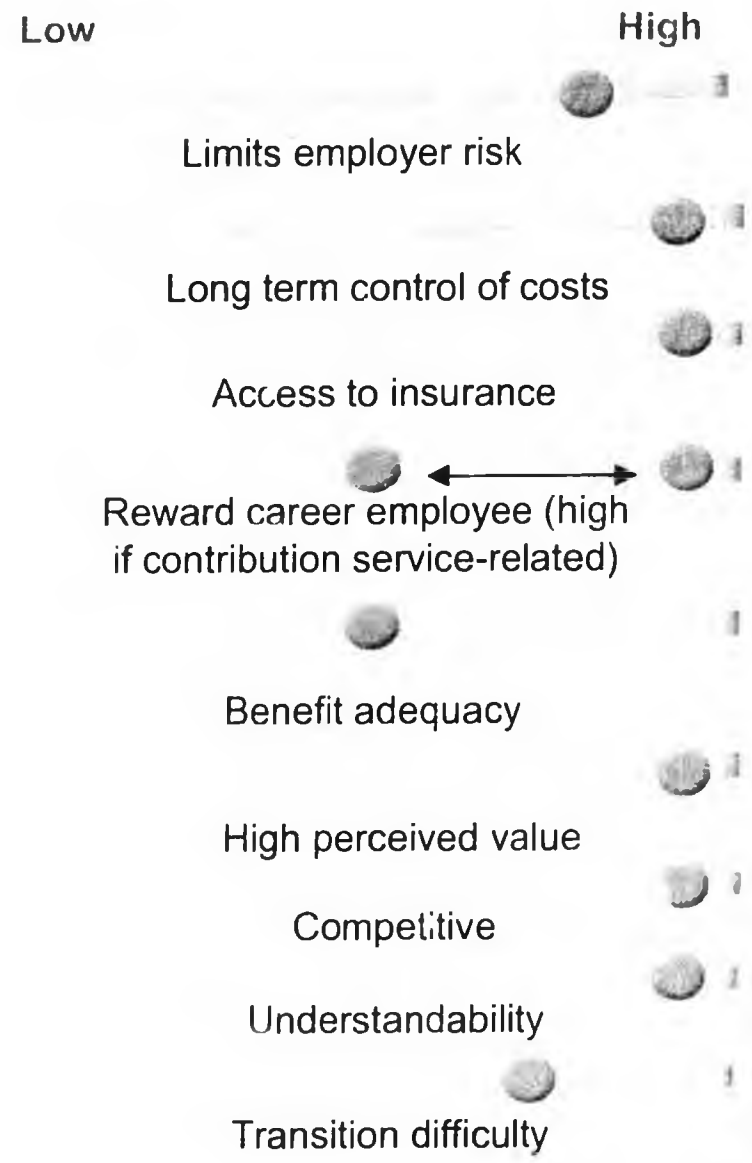 Low High
Limits employer risk
Long term control of costs
Access to insurance
Reward career employee (high
if contribution service-related)
Benefit adequacy
High perceived value
Competitive
Understandability
Transition difficulty